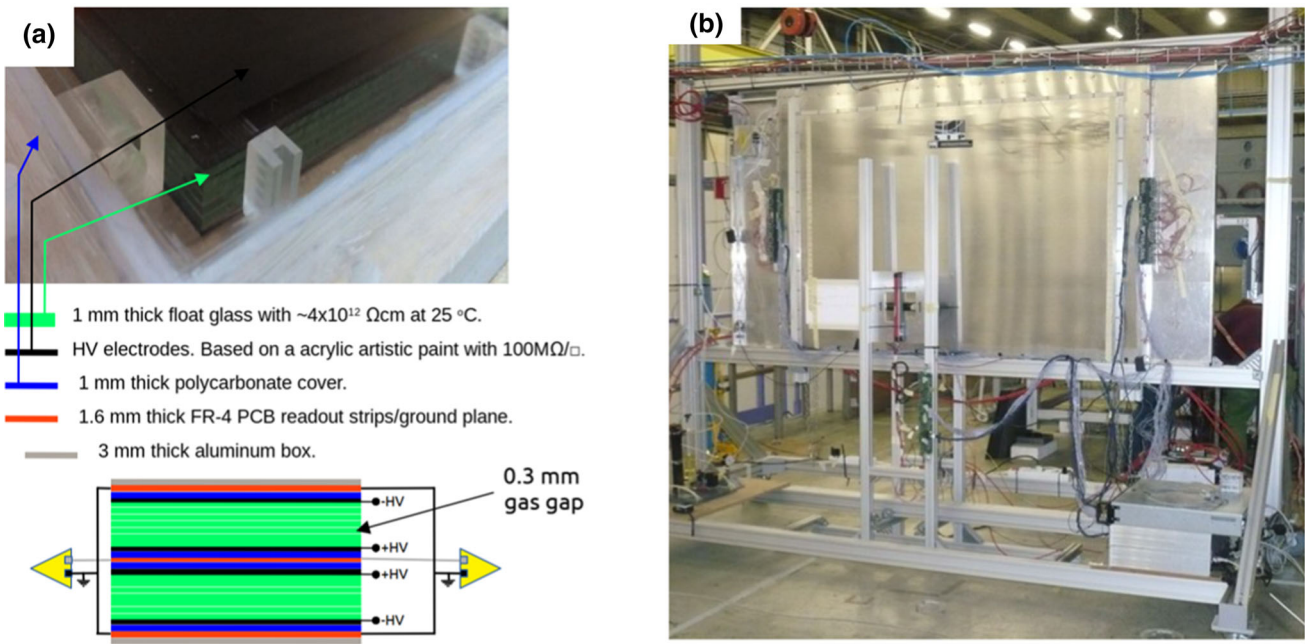 (a)
(b)
1 mm thick float glass with ~4x10¹² Ωcm at 25 ºC.
HV electrodes. Based on a acrylic artistic paint with 100MΩ/□.
1 mm thick polycarbonate cover.
1.6 mm thick FR-4 PCB readout strips/ground plane.
3 mm thick aluminum box.
0.3 mm
gas gap
-HV
+HV
+HV
-HV